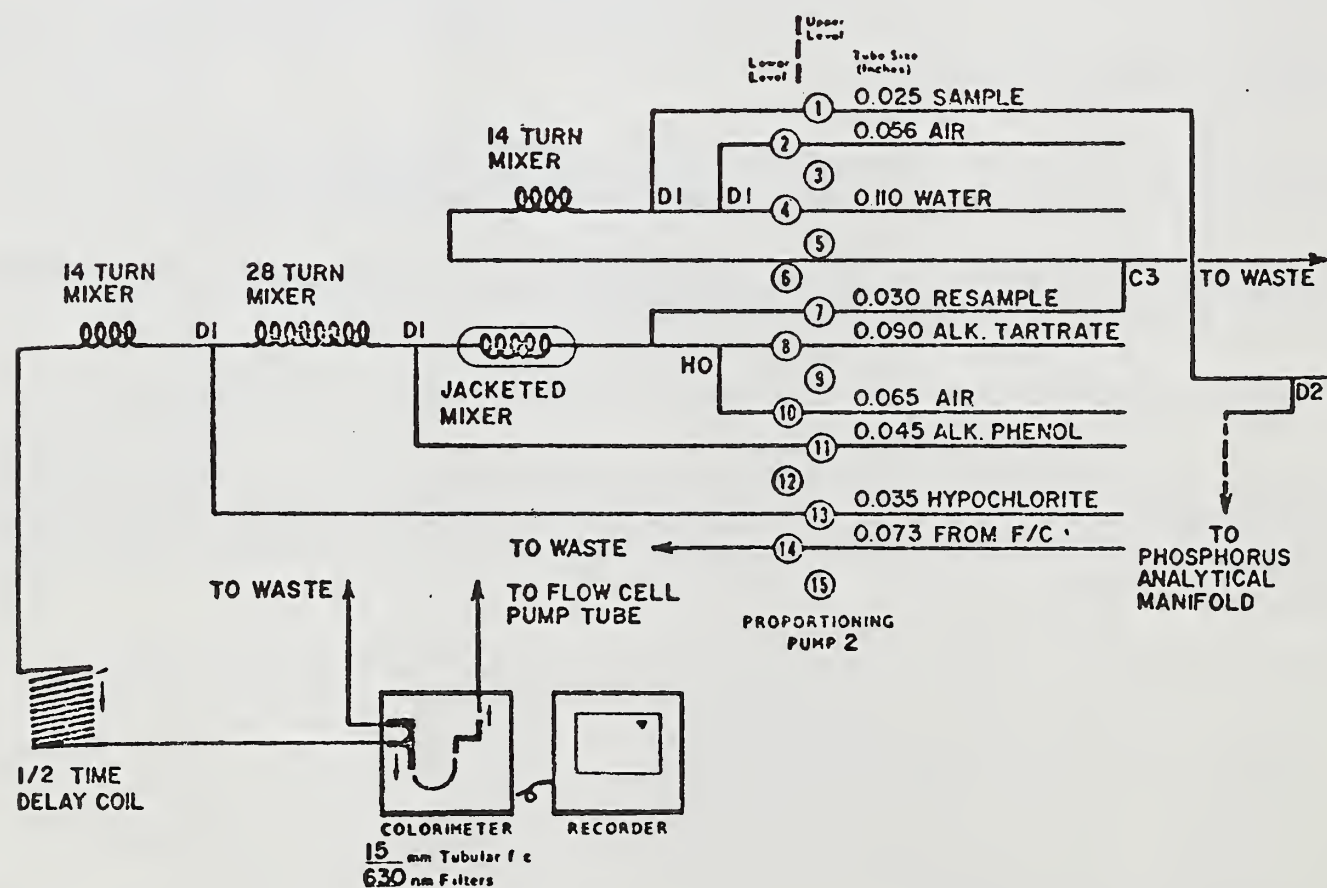 Upper
Level
Lower
Level
Tube Size
(Inches)
1 0.025 SAMPLE
2 0.056 AIR
3
4 0.110 WATER
5
6
7 0.030 RESAMPLE
8 0.090 ALK. TARTRATE
9
10 0.065 AIR
11 0.045 ALK. PHENOL
12
13 0.035 HYPOCHLORITE
14 0.073 FROM F/C
15
PROPORTIONING
PUMP 2
14 TURN
MIXER
D1
D1
C3
TO WASTE
14 TURN
MIXER
28 TURN
MIXER
D1
D1
JACKETED
MIXER
HO
D2
TO
PHOSPHORUS
ANALYTICAL
MANIFOLD
TO WASTE
TO WASTE
TO FLOW CELL
PUMP TUBE
1/2 TIME
DELAY COIL
COLORIMETER
15 mm Tubular f c
630 nm Filters
RECORDER